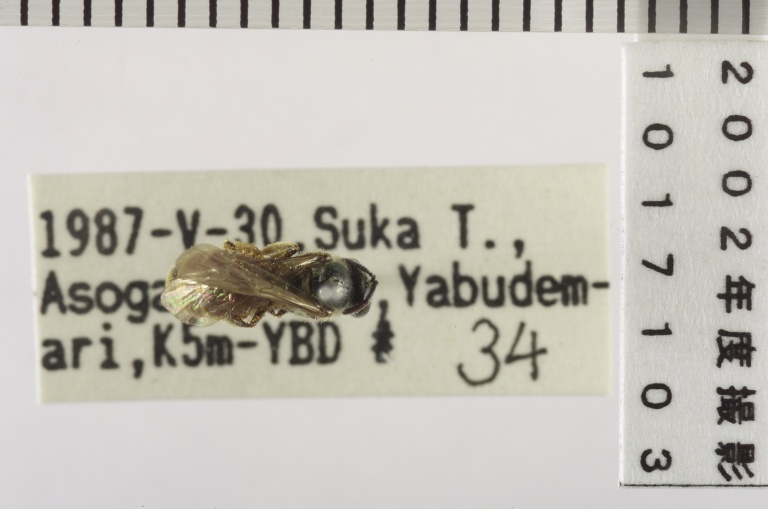 1987-V-30 Suka T.,
Asoga ,Yabudem-
ari,K5m-YBD # 34
2002年度撮影
1017103